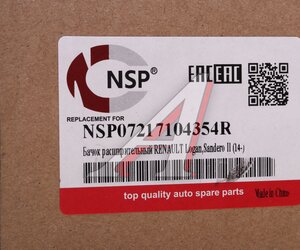 NSP®
EAC EAC
REPLACEMENT FOR
NSP07217104354R
Бачок расширительный RENAULT Logan,Sandero II (14-)
top quality auto spare parts
Made in China